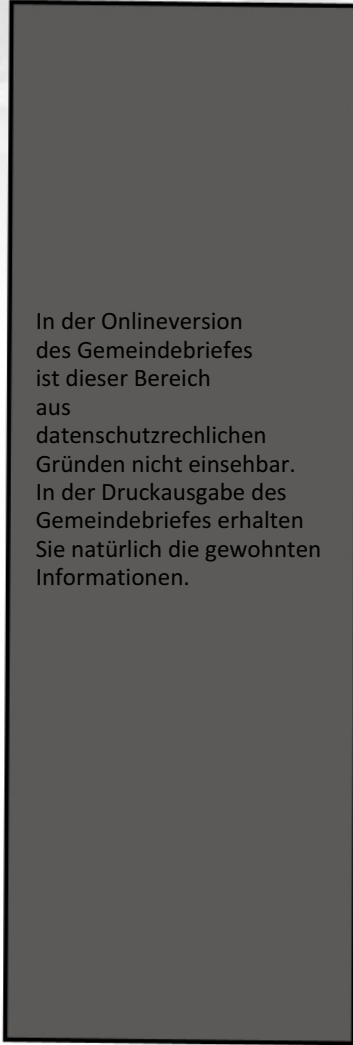 In der Onlineversion
des Gemeindebriefes
ist dieser Bereich
aus
datenschutzrechlichen
Gründen nicht einsehbar.
In der Druckausgabe des
Gemeindebriefes erhalten
Sie natürlich die gewohnten
Informationen.